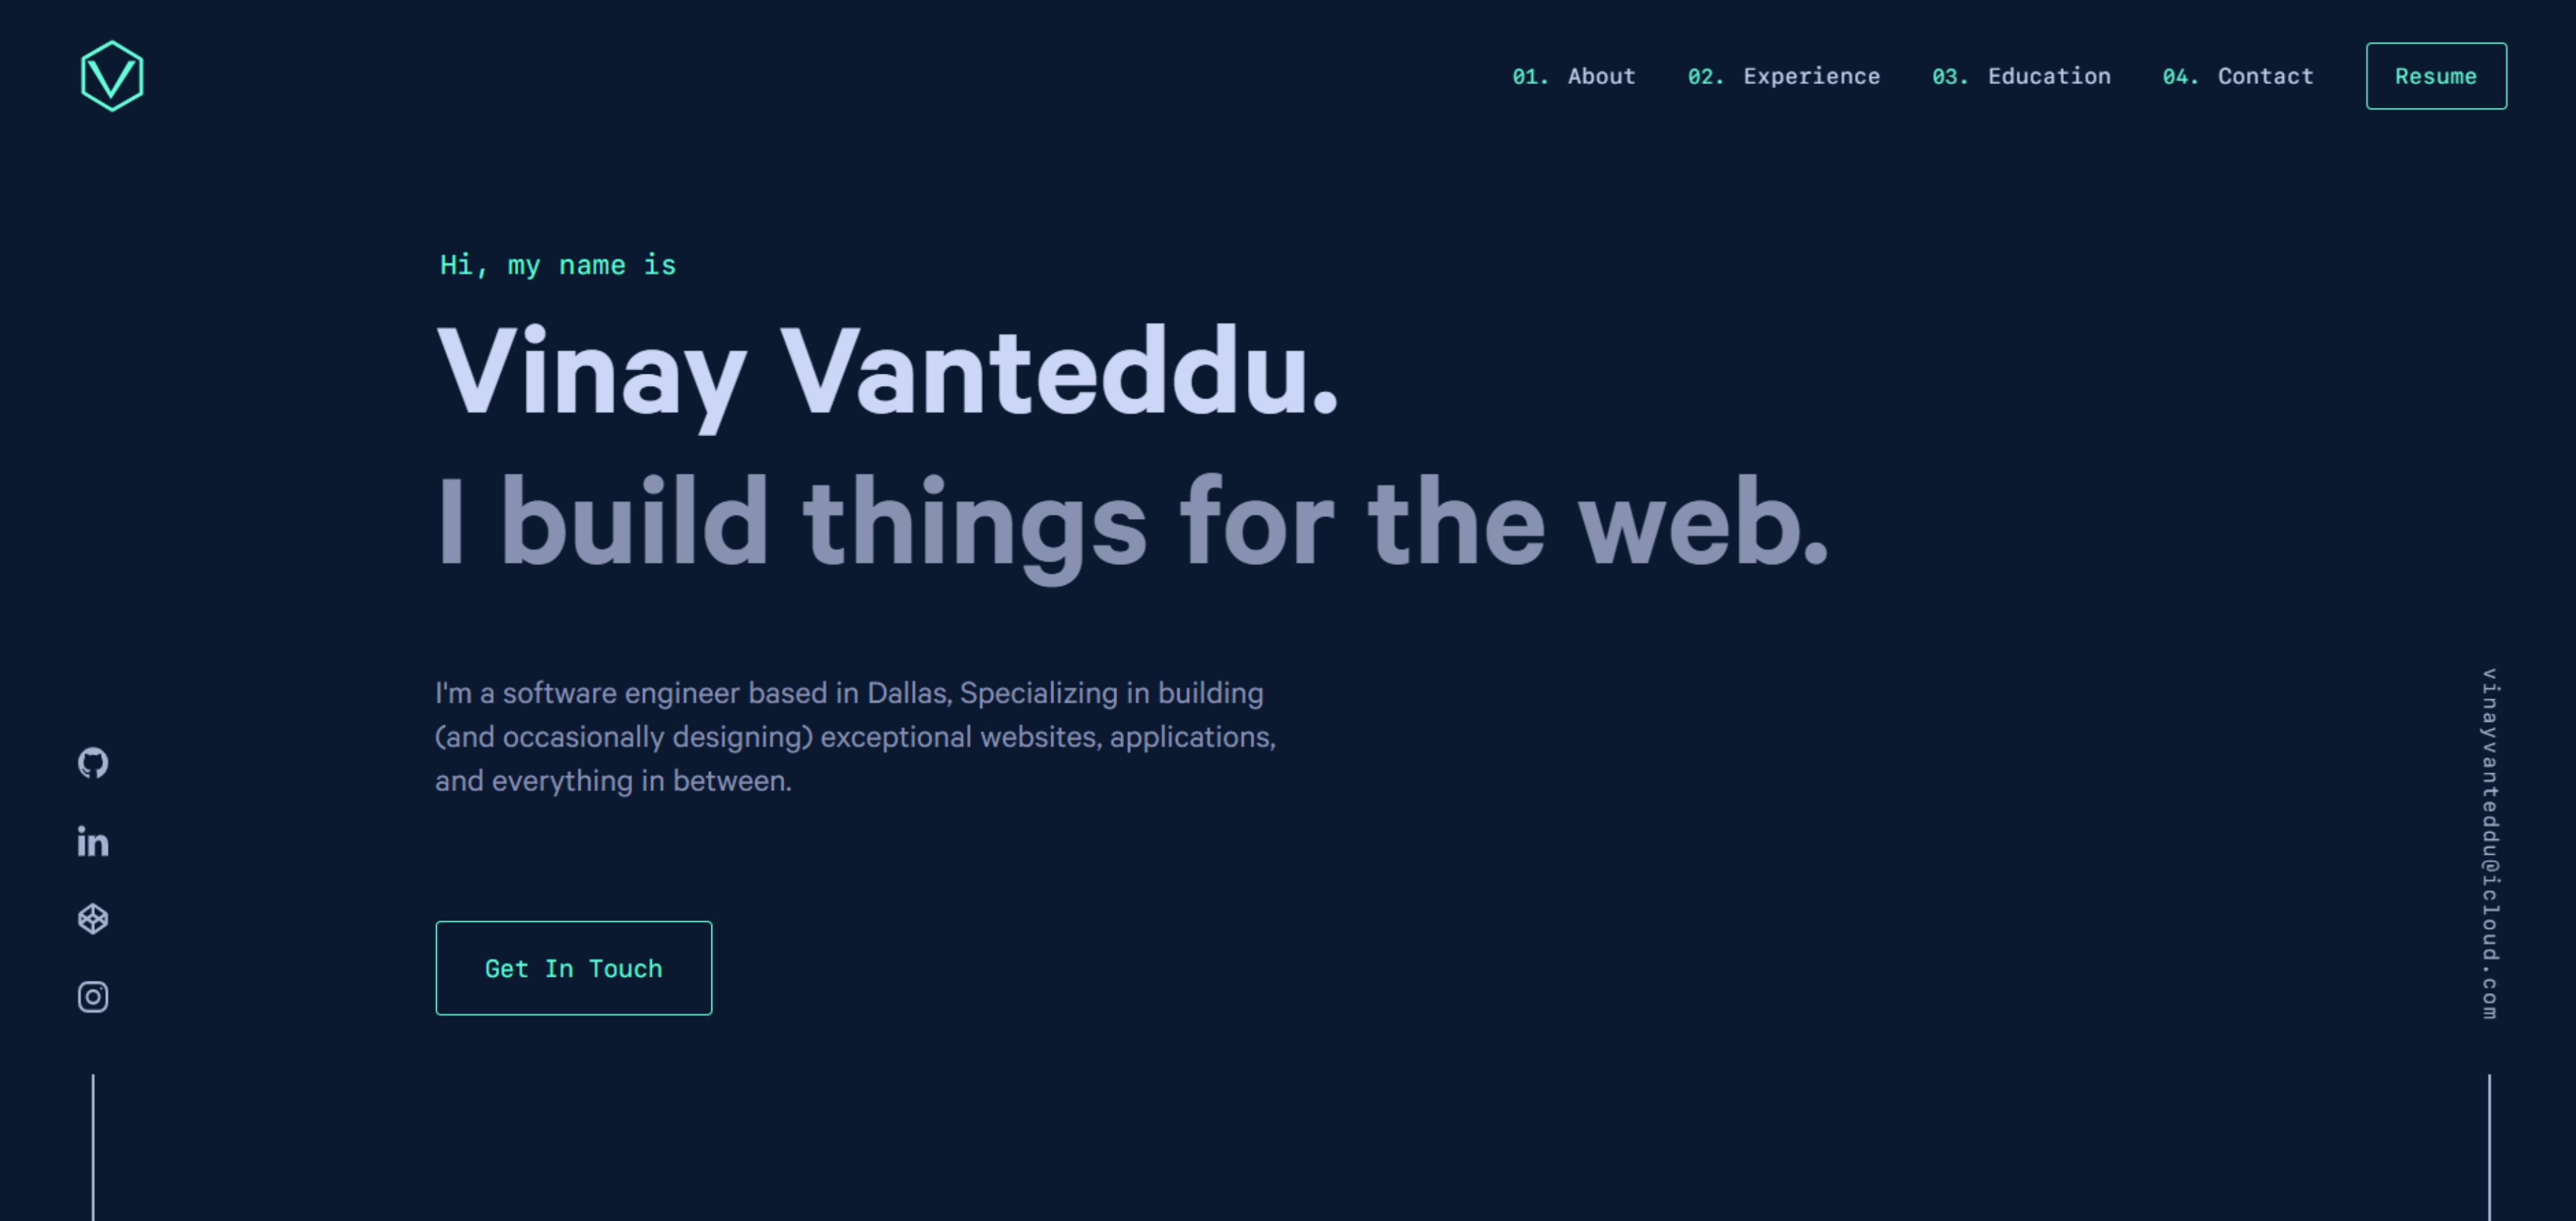 V
01. About 02. Experience 03. Education 04. Contact Resume
Hi, my name is
Vinay Vanteddu.
I build things for the web.
I'm a software engineer based in Dallas, Specializing in building
(and occasionally designing) exceptional websites, applications,
and everything in between.
in
Get In Touch
vinayvanteddu@icloud.com